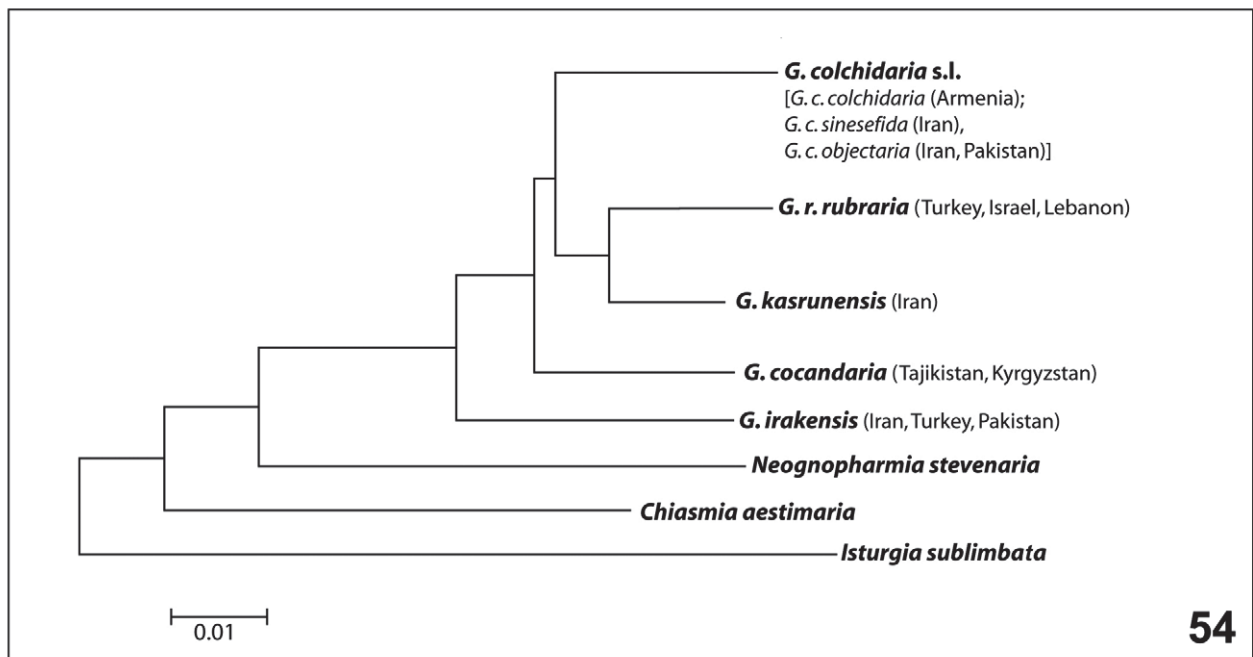 G. colchidaria s.l.
[G. c. colchidaria (Armenia);
G. c. sinesefida (Iran),
G. c. objectaria (Iran, Pakistan)]
G. r. rubraria (Turkey, Israel, Lebanon)
G. kasrunensis (Iran)
G. cocandaria (Tajikistan, Kyrgyzstan)
G. irakensis (Iran, Turkey, Pakistan)
Neognopharmia stevenaria
Chiasmia aestimaria
Isturgia sublimbata
0.01
54